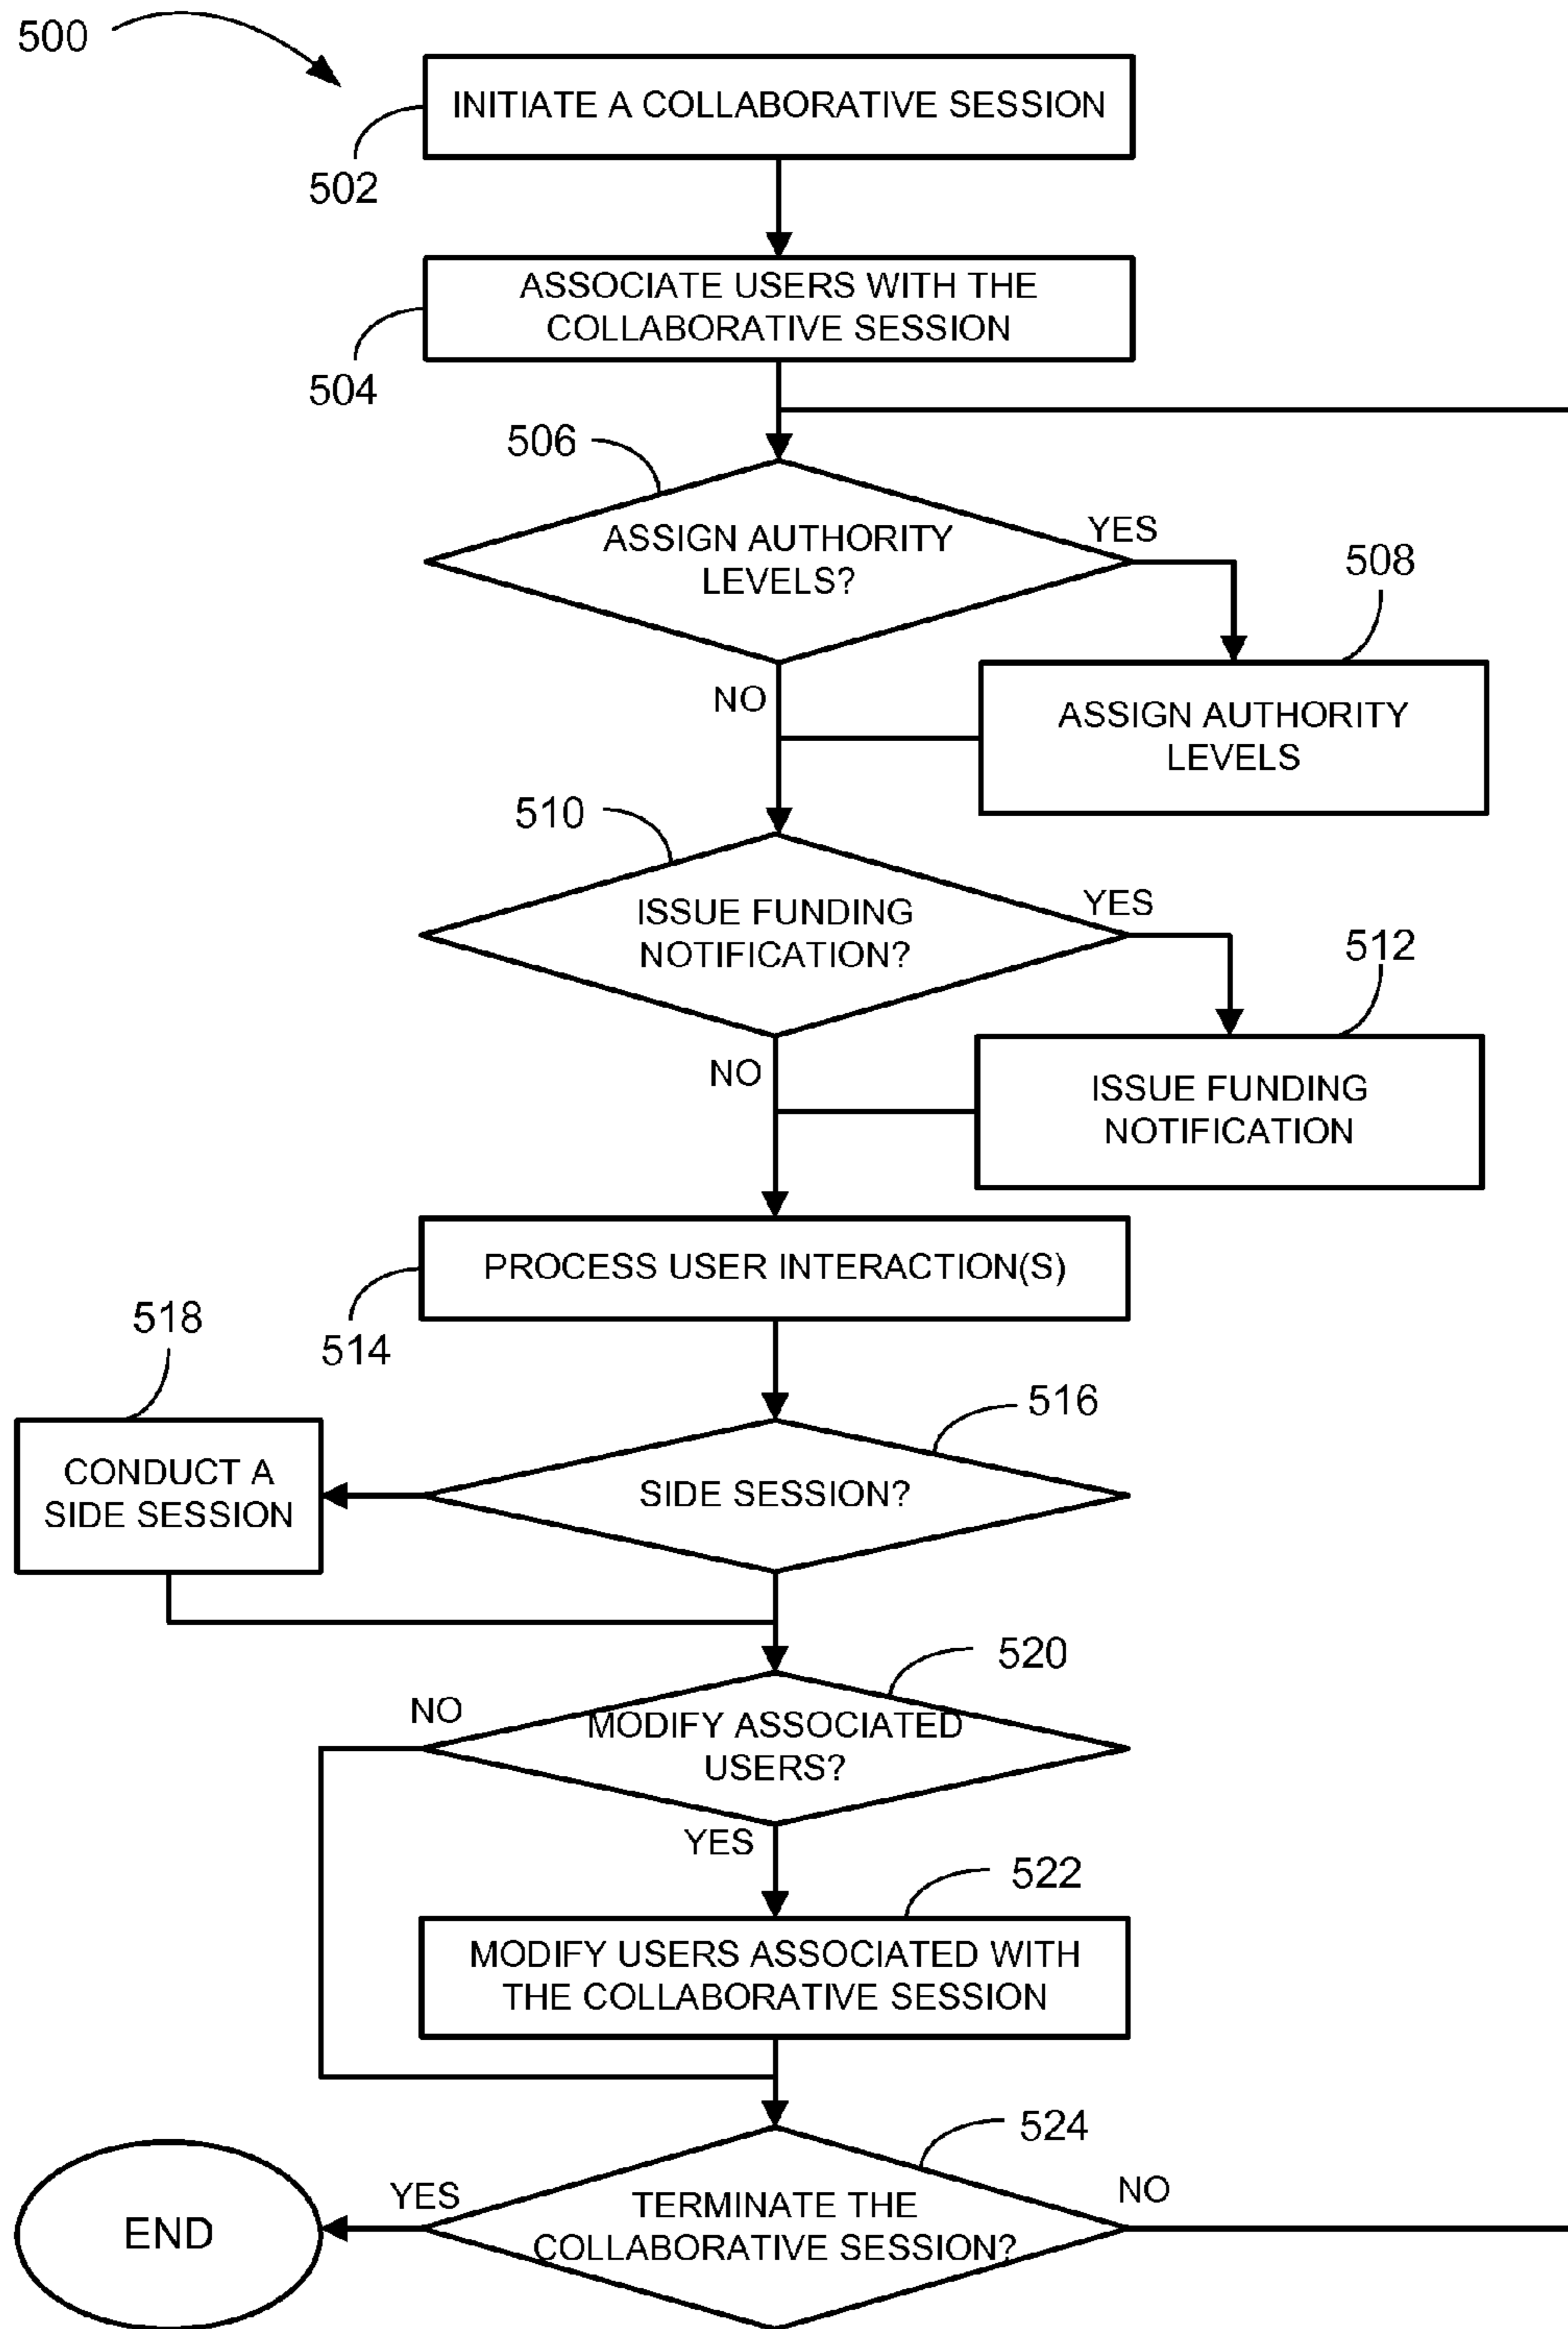 500
INITIATE A COLLABORATIVE SESSION
502
ASSOCIATE USERS WITH THE
COLLABORATIVE SESSION
504
506
ASSIGN AUTHORITY
LEVELS?
YES
508
NO
ASSIGN AUTHORITY
LEVELS
510
ISSUE FUNDING
NOTIFICATION?
YES
512
NO
ISSUE FUNDING
NOTIFICATION
PROCESS USER INTERACTION(S)
514
518
516
CONDUCT A
SIDE SESSION
SIDE SESSION?
520
NO
MODIFY ASSOCIATED
USERS?
YES
522
MODIFY USERS ASSOCIATED WITH
THE COLLABORATIVE SESSION
524
YES
NO
TERMINATE THE
COLLABORATIVE SESSION?
END